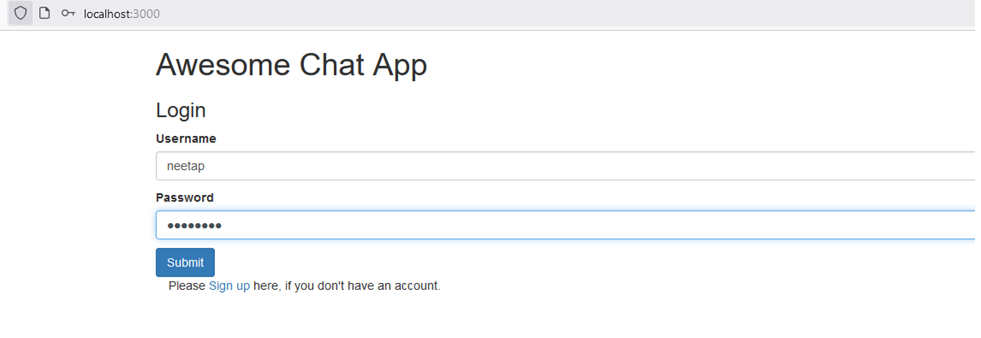 localhost:3000
Awesome Chat App
Login
Username
neetap
Password
●●●●●●●●
Submit
Please Sign up here, if you don't have an account.